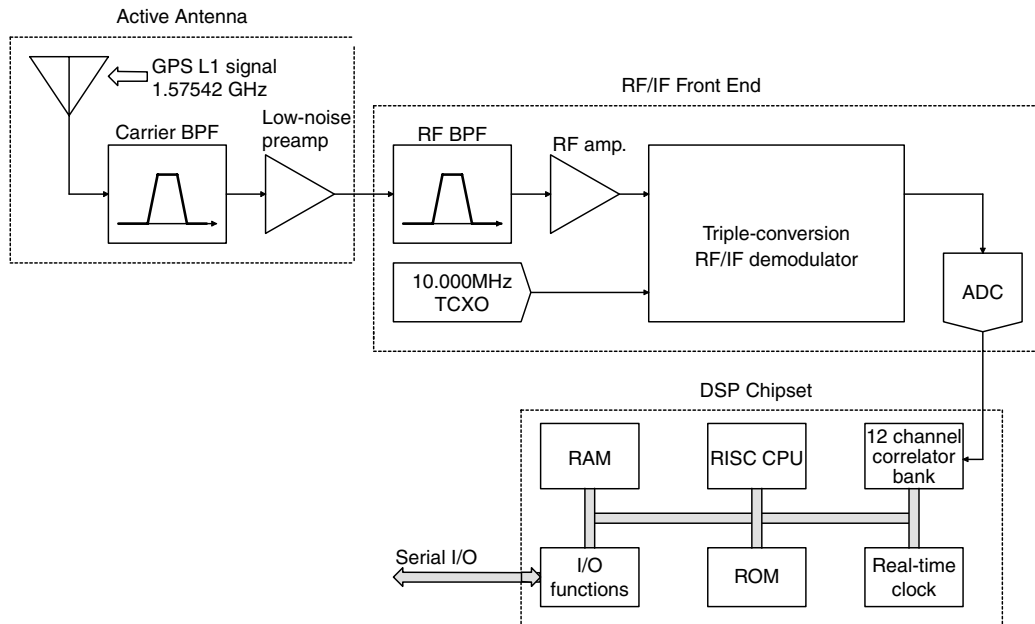 Active Antenna
GPS L1 signal
1.57542 GHz
Carrier BPF
Low-noise
preamp
RF/IF Front End
RF BPF
RF amp.
Triple-conversion
RF/IF demodulator
10.000MHz
TCXO
ADC
DSP Chipset
RAM
RISC CPU
12 channel
correlator
bank
Serial I/O
I/O
functions
ROM
Real-time
clock